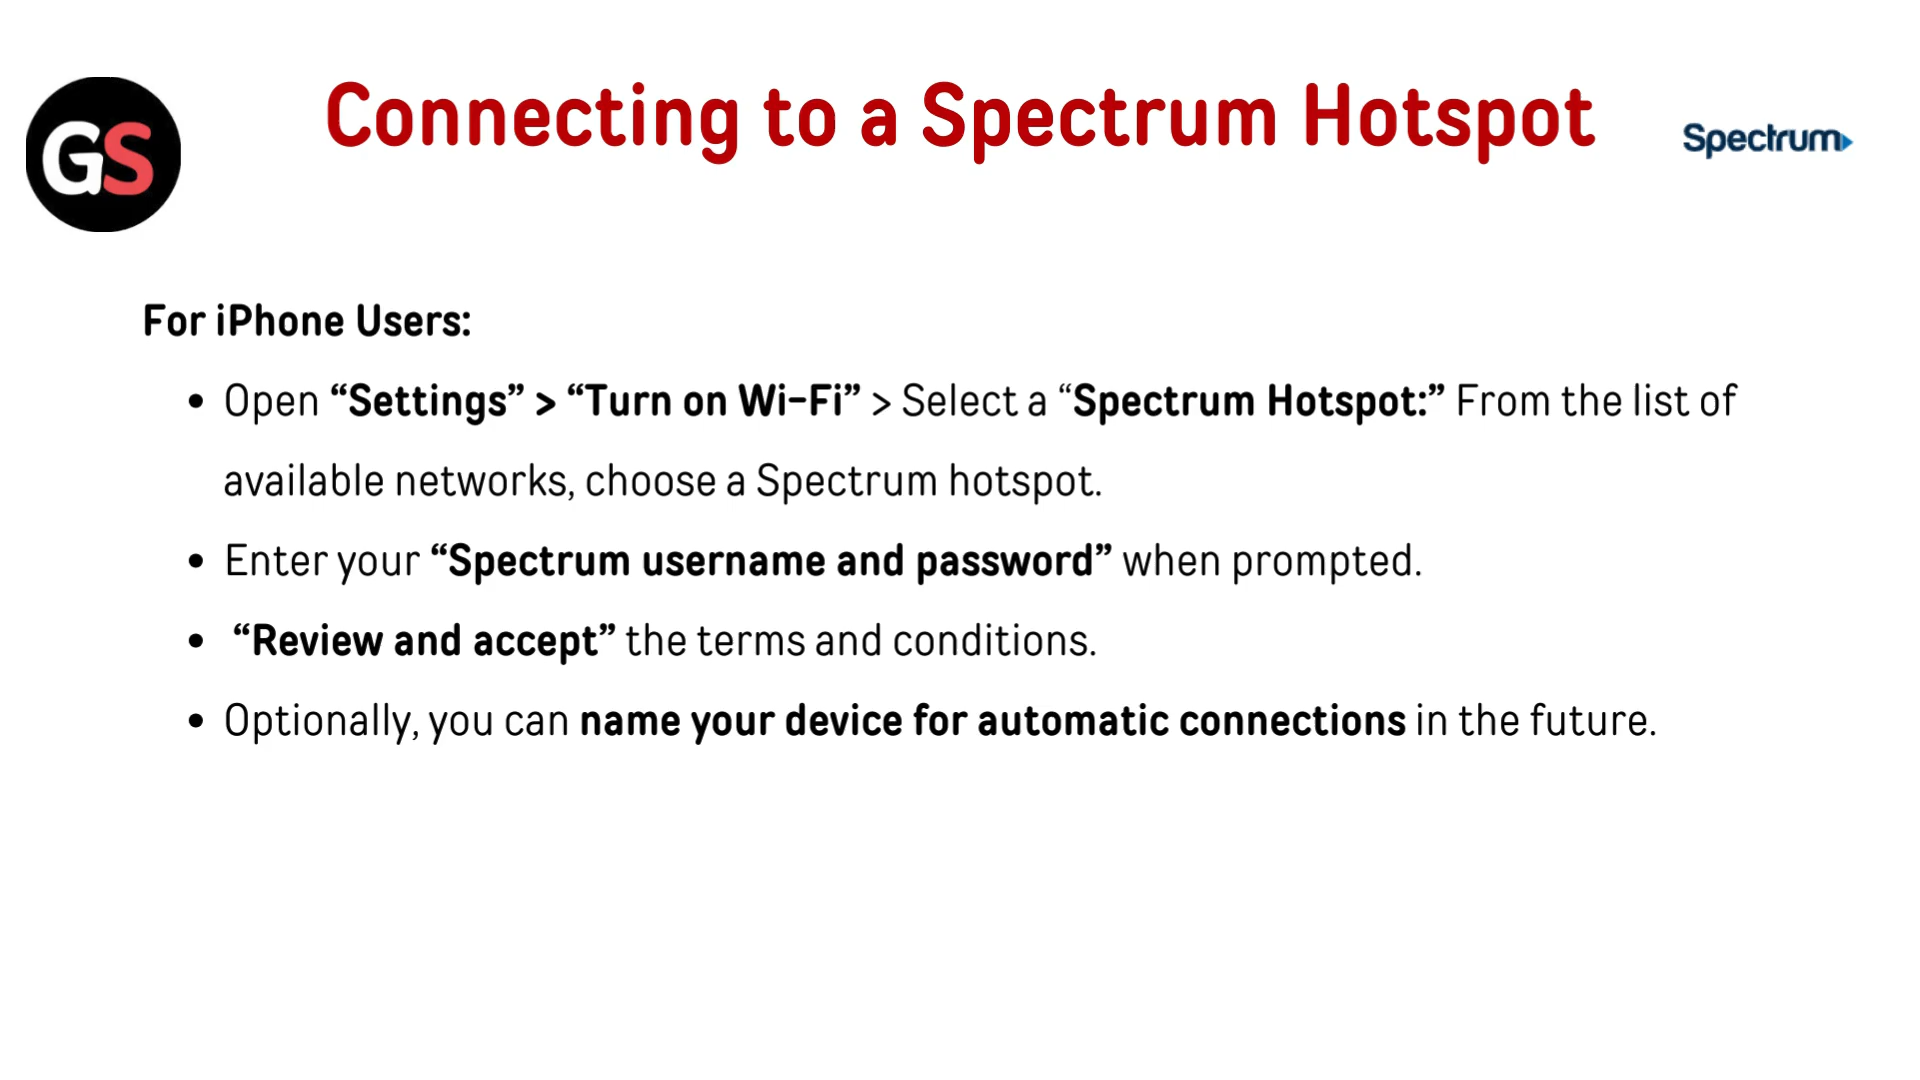 GS
Connecting to a Spectrum Hotspot
Spectrum
For iPhone Users:
• Open “Settings” > “Turn on Wi-Fi” > Select a “Spectrum Hotspot:” From the list of
available networks, choose a Spectrum hotspot.
• Enter your “Spectrum username and password” when prompted.
• “Review and accept” the terms and conditions.
• Optionally, you can name your device for automatic connections in the future.